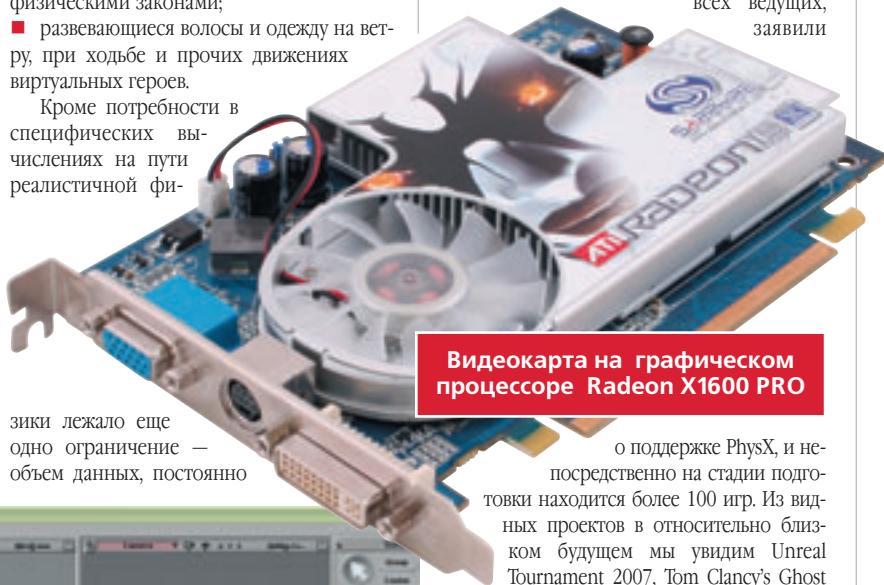 физическими законами;
■ развевающиеся волосы и одежду на вет-
ру, при ходьбе и прочих движениях
виртуальных героев.
Кроме потребности в
специфических вы-
числениях на пути
реалистичной фи-
зики лежало еще
одно ограничение —
объем данных, постоянно
всех ведущих,
заявили
SAPPHIRE
ATI RADEON
Видеокарта на графическом
процессоре Radeon X1600 PRO
о поддержке PhysX, и не-
посредственно на стадии подго-
товки находится более 100 игр. Из вид-
ных проектов в относительно близ-
ком будущем мы увидим Unreal
Tournament 2007, Tom Clancy's Ghost